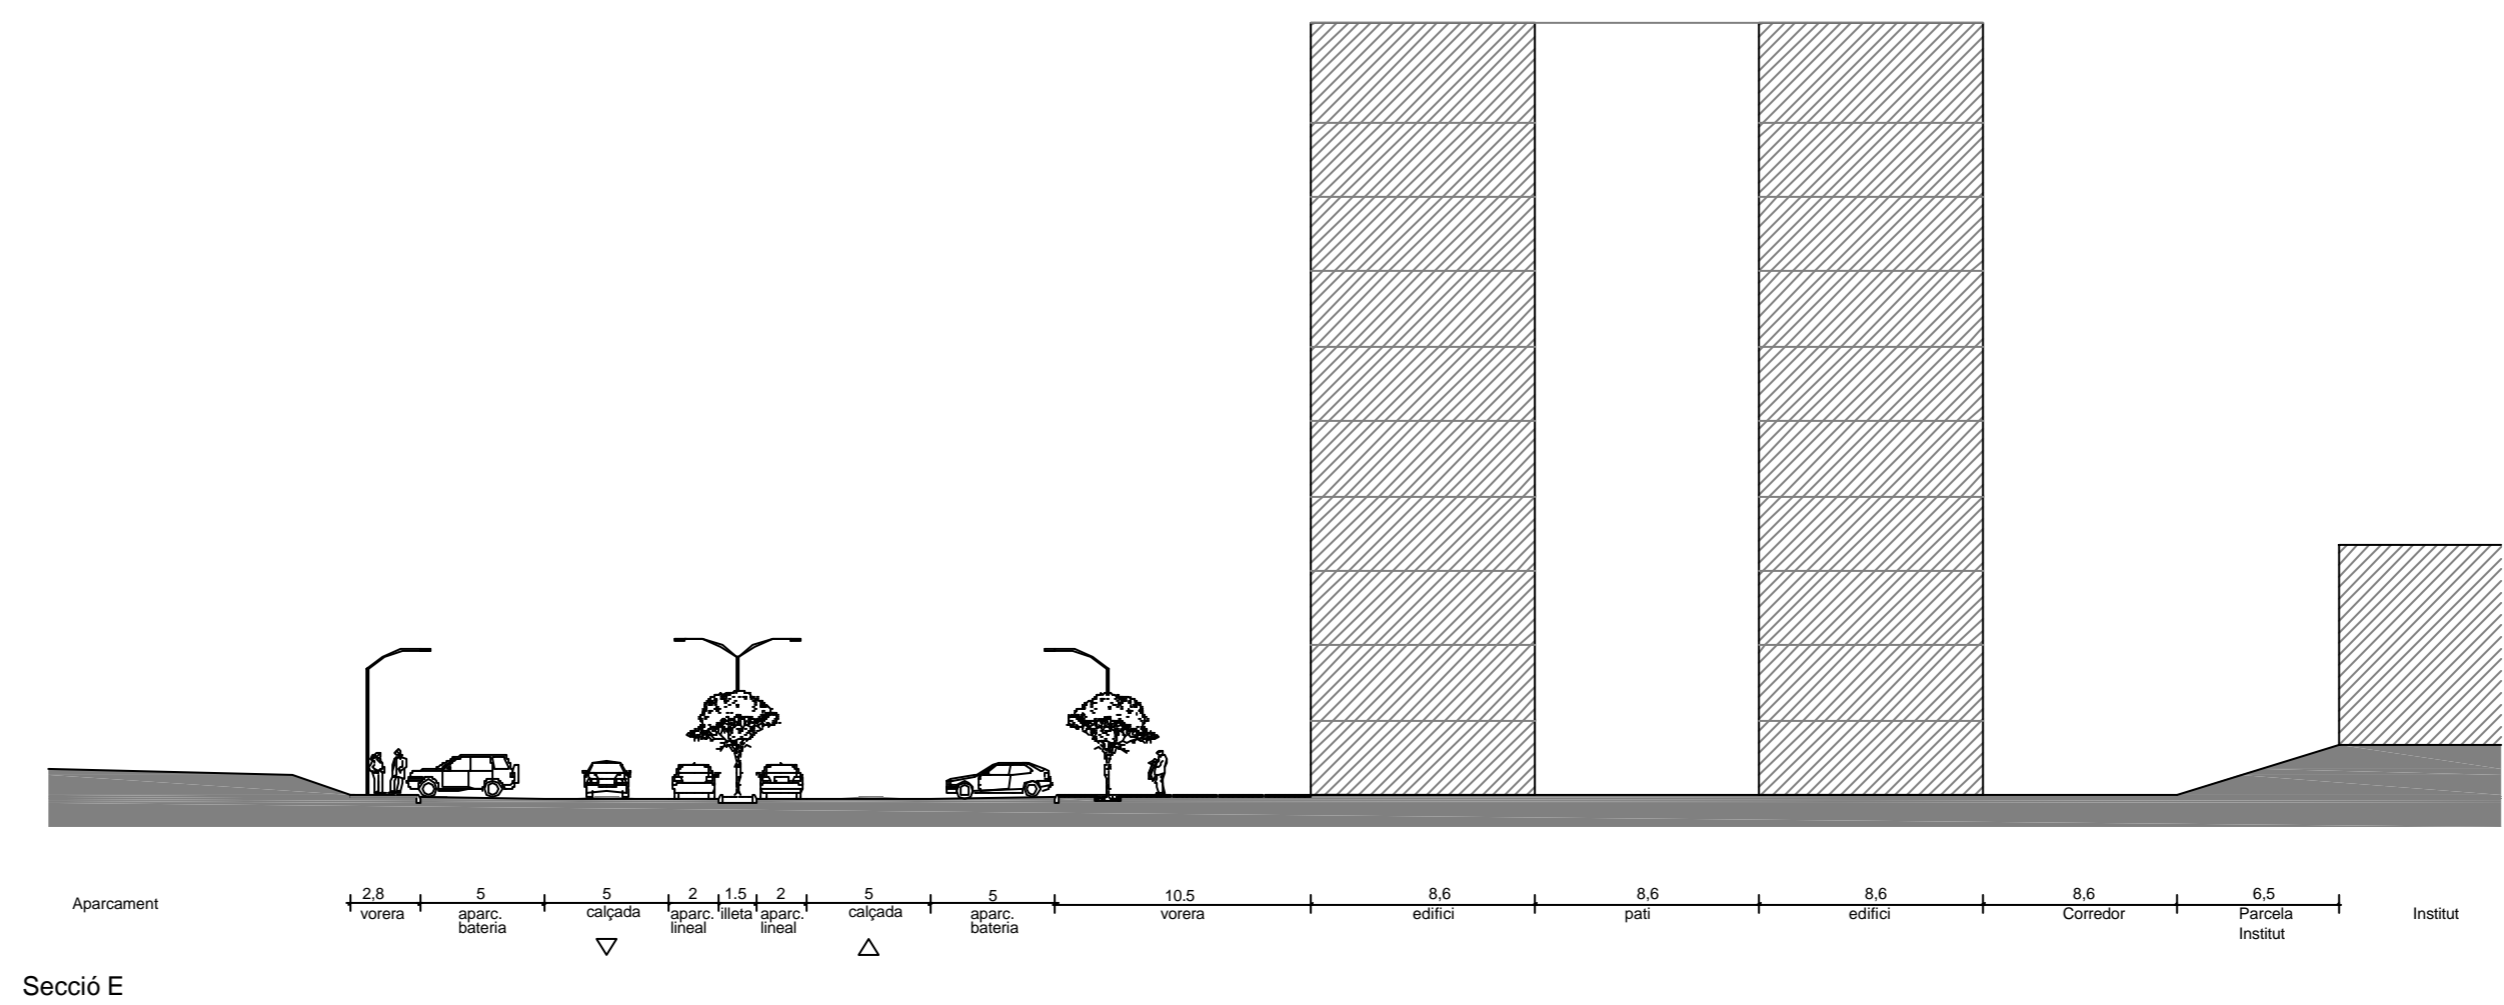 2,8 5 5 2 1.5 2 5 5 10.5 8,6 8,6 8,6 8,6 6,5
Aparcament vorera aparc. calçada aparc. illeta aparc. calçada aparc. vorera edifici pati edifici Corredor Parcela Institut
bateria lineal lineal bateria Institut
Secció E